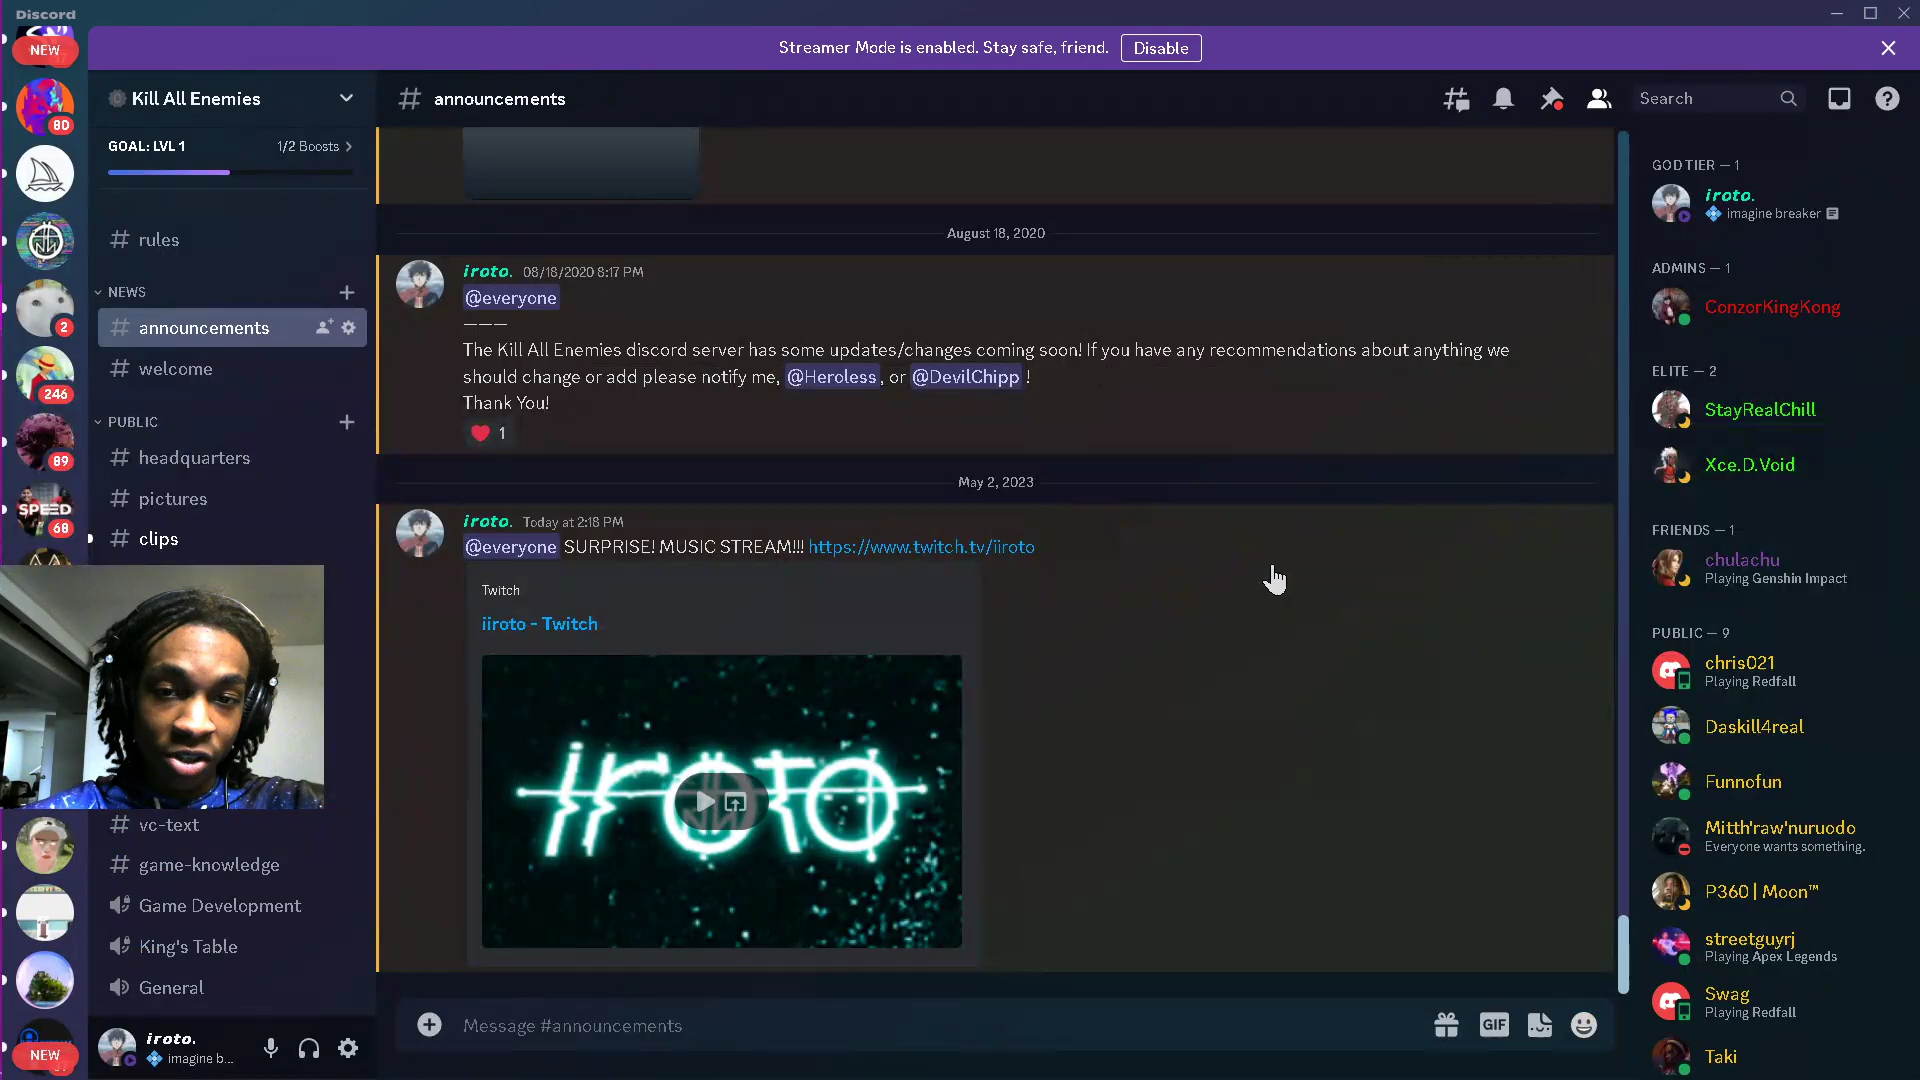 Discord
Streamer Mode is enabled. Stay safe, friend. Disable
NEW
80
2
246
89
SPEED
68
NEW
Kill All Enemies
GOAL: LVL 1 1/2 Boosts
rules
NEWS
announcements
welcome
PUBLIC
headquarters
pictures
clips
vc-text
game-knowledge
Game Development
King's Table
General
iroto.
imagine b...
# announcements
Search
August 18, 2020
iroto. 08/18/2020 8:17 PM
@everyone
———
The Kill All Enemies discord server has some updates/changes coming soon! If you have any recommendations about anything we
should change or add please notify me, @Heroless, or @DevilChipp !
Thank You!
1
May 2, 2023
iroto. Today at 2:18 PM
@everyone SURPRISE! MUSIC STREAM!!! https://www.twitch.tv/iiroto
Twitch
iiroto - Twitch
iroto
Message #announcements
GIF
GOD TIER — 1
iroto.
imagine breaker
ADMINS — 1
ConzorKingKong
ELITE — 2
StayRealChill
Xce.D.Void
FRIENDS — 1
chulachu
Playing Genshin Impact
PUBLIC — 9
chris021
Playing Redfall
Daskill4real
Funnofun
Mitth'raw'nuruodo
Everyone wants something.
P360 | Moon™
streetguyrj
Playing Apex Legends
Swag
Playing Redfall
Taki